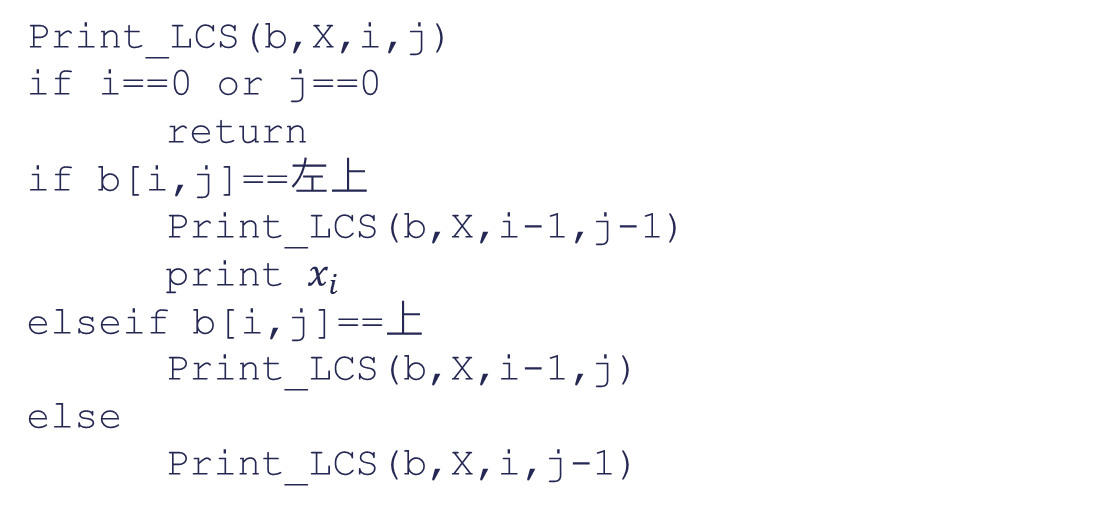 Print_LCS(b,X,i,j)
if i==0 or j==0
return
if b[i,j]==左上
Print_LCS(b,X,i-1,j-1)
print xᵢ
elseif b[i,j]==上
Print_LCS(b,X,i-1,j)
else
Print_LCS(b,X,i,j-1)